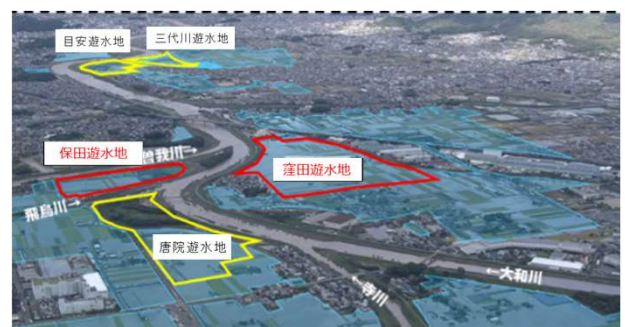 三代川遊水地
目安遊水地
保田遊水地
曽我川→
窪田遊水地
飛鳥川→
唐院遊水地
←大和川
←寺川